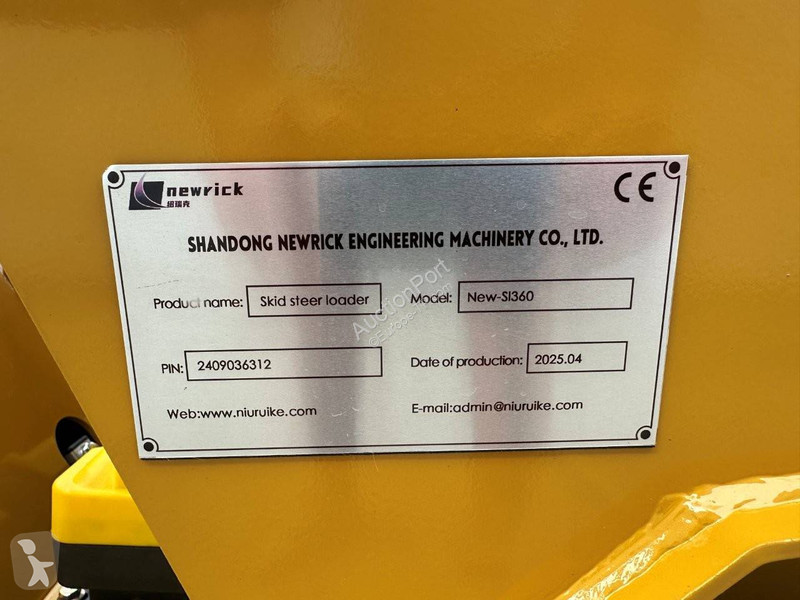 newrick
纽瑞克
CE
SHANDONG NEWRICK ENGINEERING MACHINERY CO., LTD.
Product name: Skid steer loader Model: New-Sl360
PIN: 2409036312 Date of production: 2025.04
Web:www.niuruike.com E-mail:admin@niuruike.com
AuctionPort